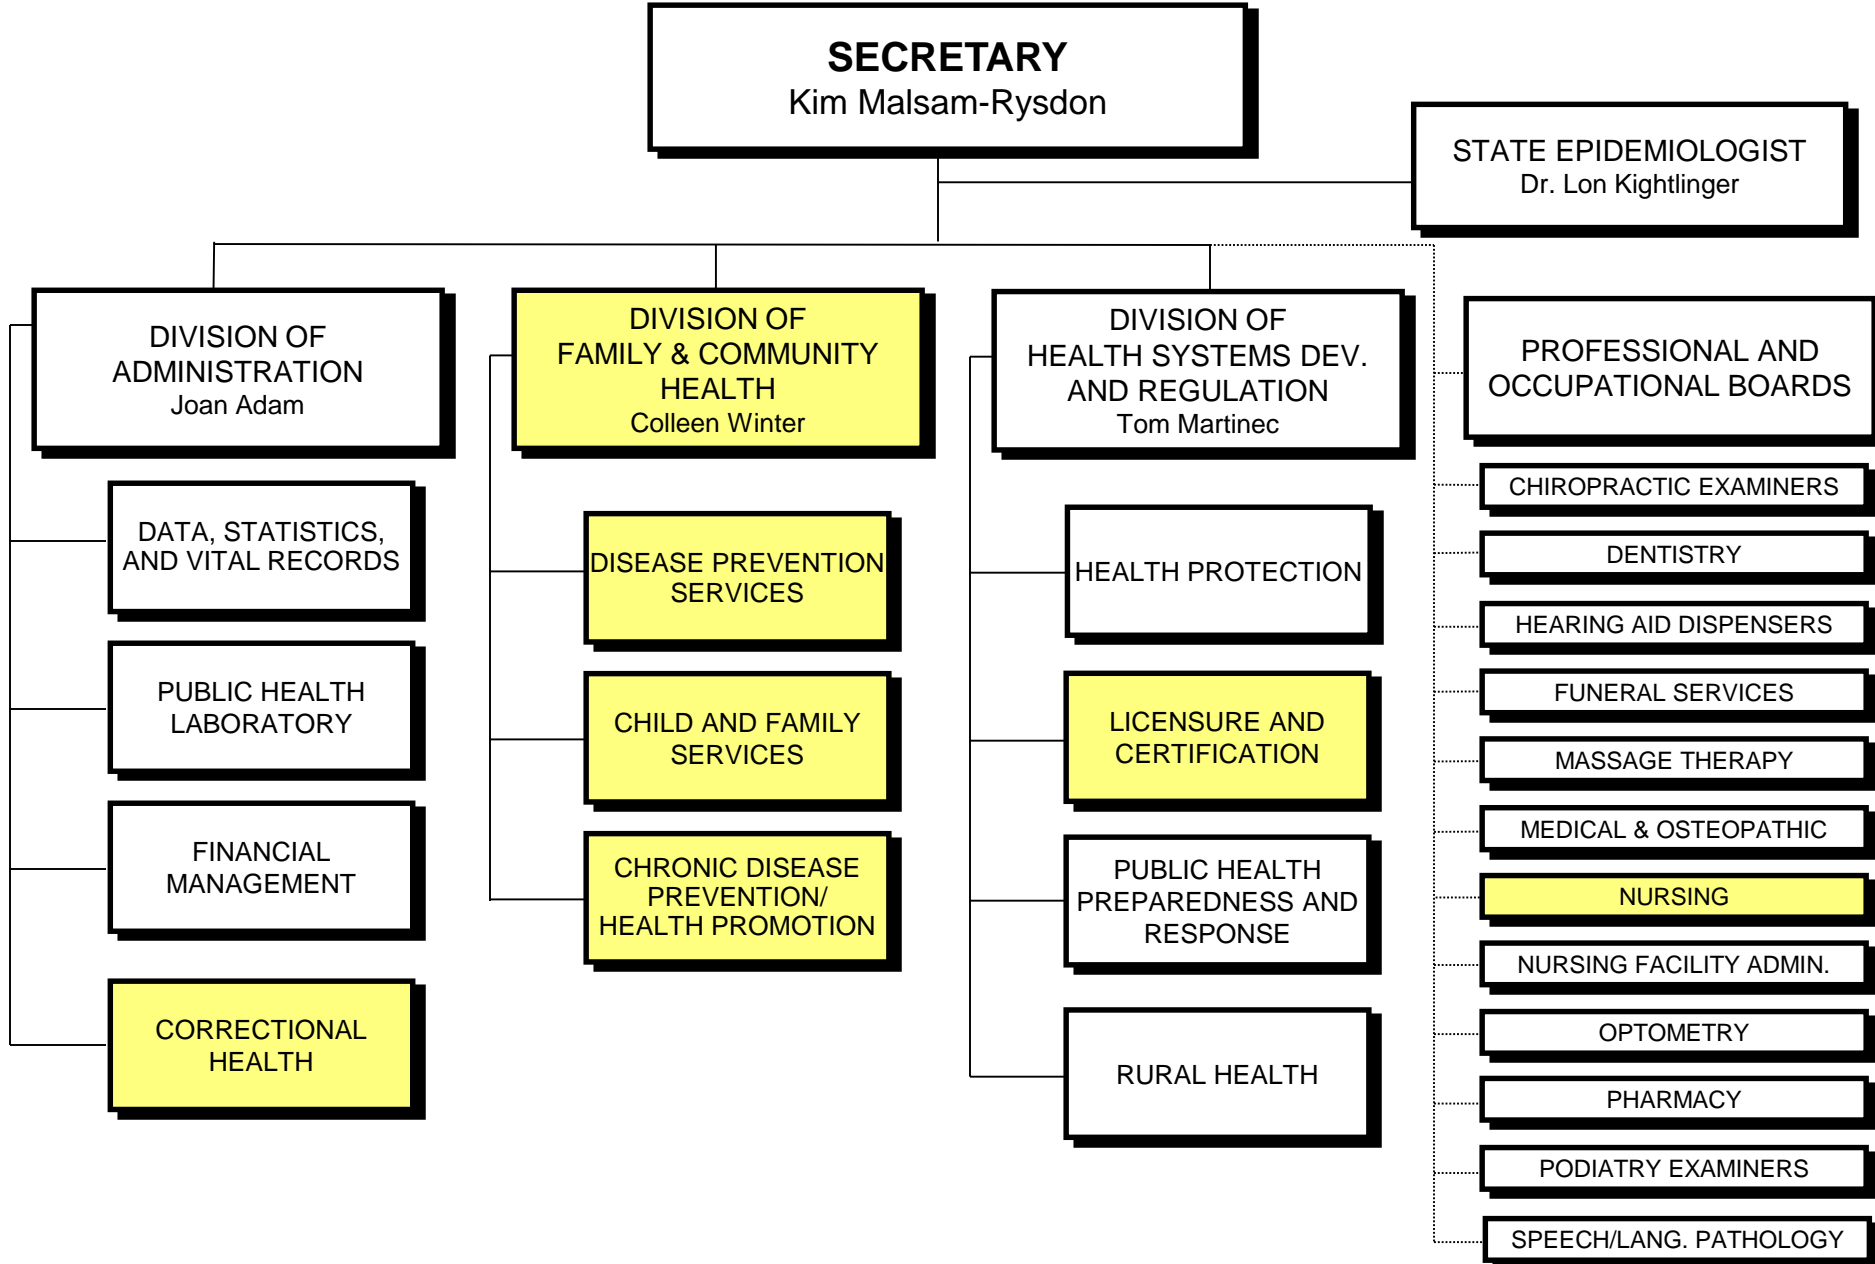 SECRETARY
Kim Malsam-Rysdon
STATE EPIDEMIOLOGIST
Dr. Lon Kightlinger
DIVISION OF
ADMINISTRATION
Joan Adam
DATA, STATISTICS,
AND VITAL RECORDS
PUBLIC HEALTH
LABORATORY
FINANCIAL
MANAGEMENT
CORRECTIONAL
HEALTH
DIVISION OF
FAMILY & COMMUNITY
HEALTH
Colleen Winter
DISEASE PREVENTION
SERVICES
CHILD AND FAMILY
SERVICES
CHRONIC DISEASE
PREVENTION/
HEALTH PROMOTION
DIVISION OF
HEALTH SYSTEMS DEV.
AND REGULATION
Tom Martinec
HEALTH PROTECTION
LICENSURE AND
CERTIFICATION
PUBLIC HEALTH
PREPAREDNESS AND
RESPONSE
RURAL HEALTH
PROFESSIONAL AND
OCCUPATIONAL BOARDS
CHIROPRACTIC EXAMINERS
DENTISTRY
HEARING AID DISPENSERS
FUNERAL SERVICES
MASSAGE THERAPY
MEDICAL & OSTEOPATHIC
NURSING
NURSING FACILITY ADMIN.
OPTOMETRY
PHARMACY
PODIATRY EXAMINERS
SPEECH/LANG. PATHOLOGY